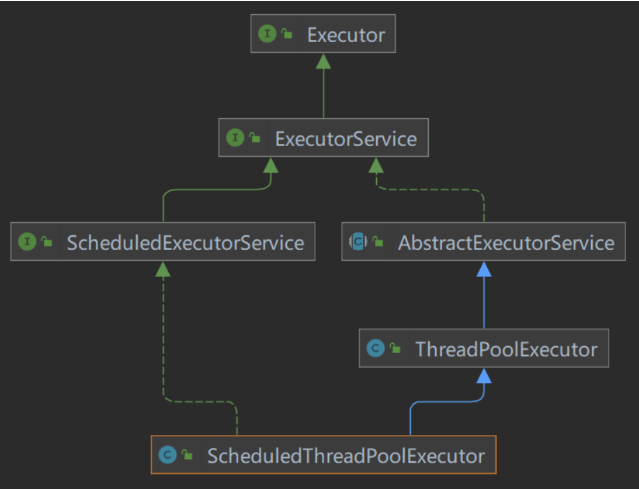 I Executor
I ExecutorService
I ScheduledExecutorService
C AbstractExecutorService
C ThreadPoolExecutor
C ScheduledThreadPoolExecutor